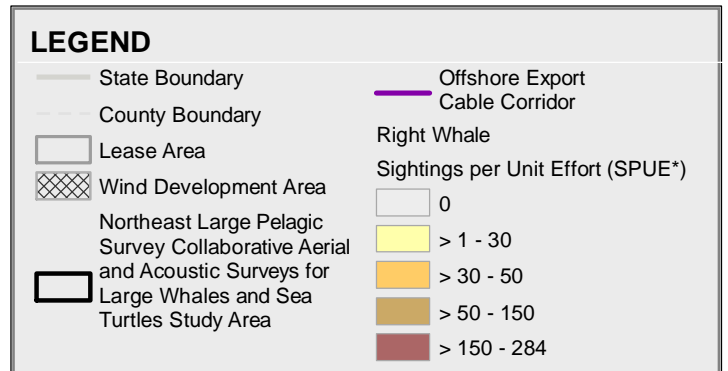 LEGEND
State Boundary
County Boundary
Lease Area
Wind Development Area
Northeast Large Pelagic
Survey Collaborative Aerial
and Acoustic Surveys for
Large Whales and Sea
Turtles Study Area
Offshore Export
Cable Corridor
Right Whale
Sightings per Unit Effort (SPUE*)
0
> 1 - 30
> 30 - 50
> 50 - 150
> 150 - 284